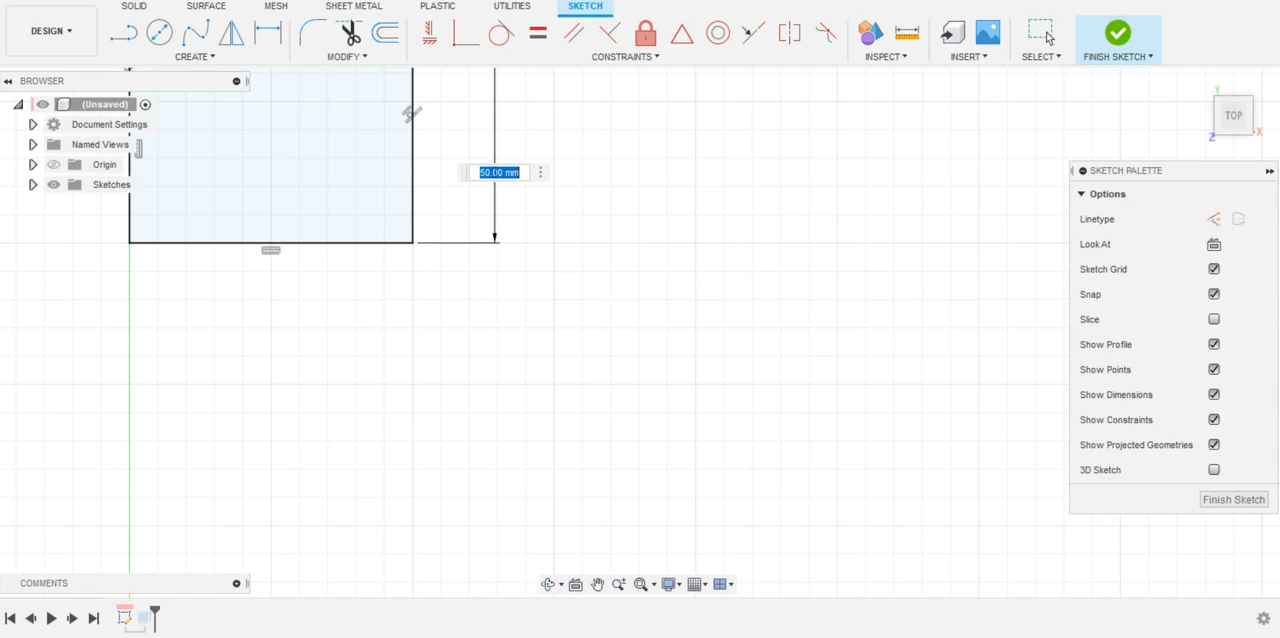 SOLID SURFACE MESH SHEET METAL PLASTIC UTILITIES SKETCH
DESIGN
CREATE MODIFY CONSTRAINTS INSPECT INSERT SELECT FINISH SKETCH
BROWSER
(Unsaved)
Document Settings
Named Views
Origin
Sketches
50.00 mm
Y
TOP
X
Z
SKETCH PALETTE
Options
Linetype
Look At
Sketch Grid
Snap
Slice
Show Profile
Show Points
Show Dimensions
Show Constraints
Show Projected Geometries
3D Sketch
Finish Sketch
COMMENTS